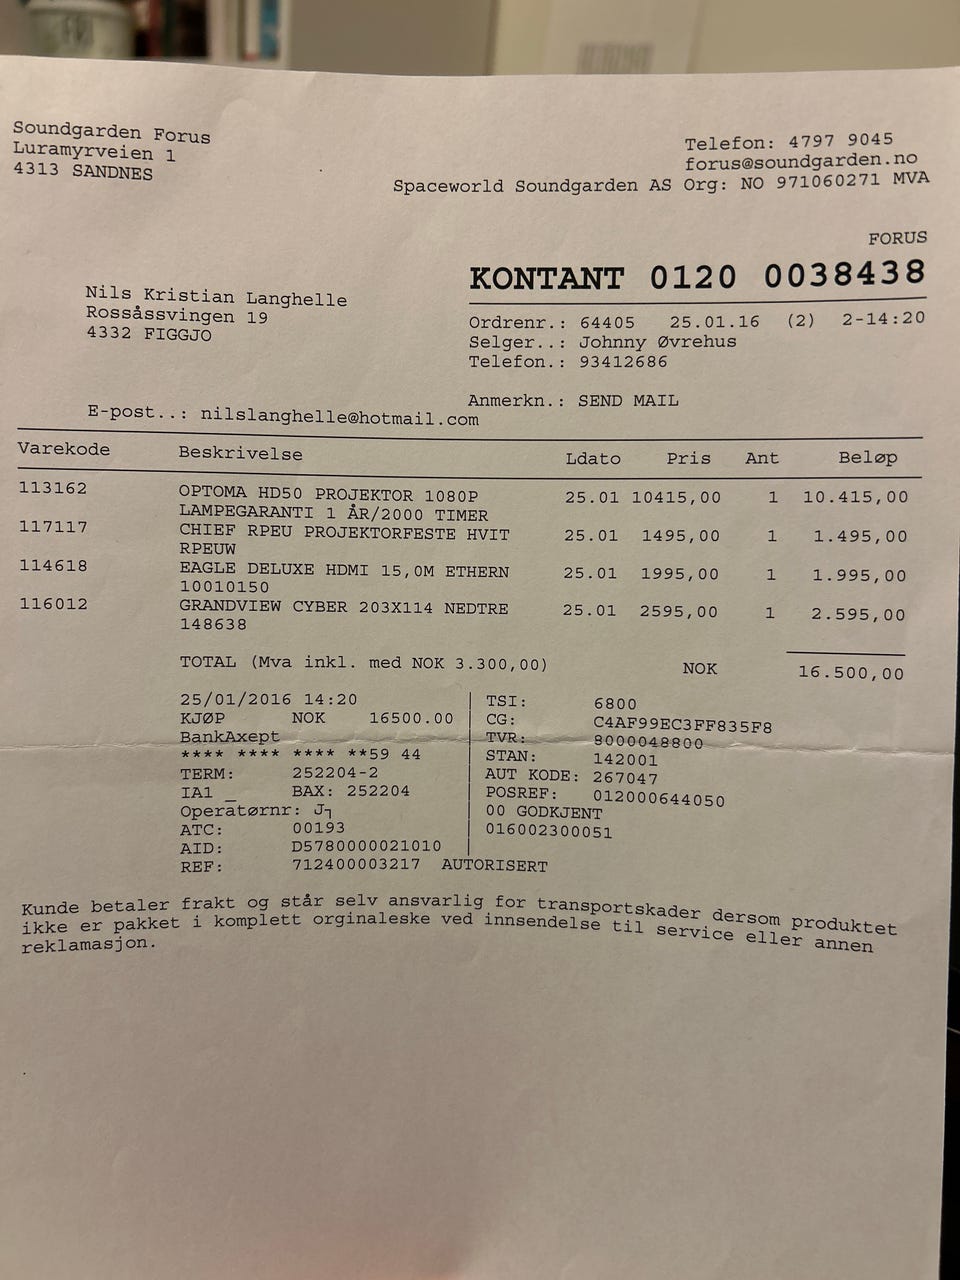 Soundgarden Forus
Luramyrveien 1
4313 SANDNES
Telefon: 4797 9045
forus@soundgarden.no
Spaceworld Soundgarden AS Org: NO 971060271 MVA
FORUS
KONTANT 0120 0038438
Nils Kristian Langhelle
Rossåssvingen 19
4332 FIGGJO
Ordrenr.: 64405 25.01.16 (2) 2-14:20
Selger..: Johnny Øvrehus
Telefon.: 93412686
Anmerkn.: SEND MAIL
E-post..: nilslanghelle@hotmail.com
Varekode Beskrivelse Ldato Pris Ant Beløp
113162 OPTOMA HD50 PROJEKTOR 1080P 25.01 10415,00 1 10.415,00
LAMPEGARANTI 1 ÅR/2000 TIMER
117117 CHIEF RPEU PROJEKTORFESTE HVIT 25.01 1495,00 1 1.495,00
RPEUW
114618 EAGLE DELUXE HDMI 15,0M ETHERN 25.01 1995,00 1 1.995,00
10010150
116012 GRANDVIEW CYBER 203X114 NEDTRE 25.01 2595,00 1 2.595,00
148638
TOTAL (Mva inkl. med NOK 3.300,00) NOK 16.500,00
25/01/2016 14:20
KJØP NOK 16500.00
BankAxept
**** **** **** **59 44
TERM: 252204-2
IA1 _ BAX: 252204
Operatørnr: J┐
ATC: 00193
AID: D5780000021010
REF: 712400003217 AUTORISERT
TSI: 6800
CG: C4AF99EC3FF835F8
TVR: 8000048800
STAN: 142001
AUT KODE: 267047
POSREF: 012000644050
00 GODKJENT
016002300051
Kunde betaler frakt og står selv ansvarlig for transportskader dersom produktet
ikke er pakket i komplett orginaleske ved innsendelse til service eller annen
reklamasjon.